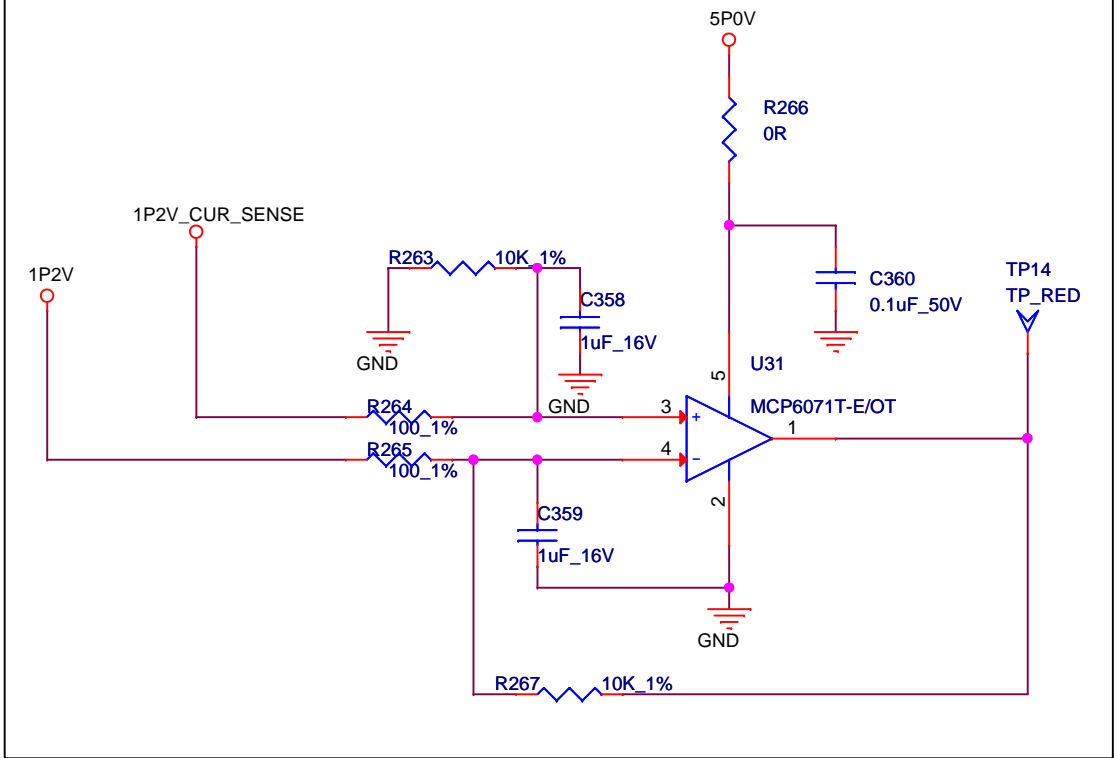 5P0V
R266
0R
1P2V_CUR_SENSE
R263
10K_1%
1P2V
C358
1uF_16V
GND
GND
C360
0.1uF_50V
TP14
TP_RED
U31
MCP6071T-E/OT
5
R264
100_1%
3
+
1
R265
100_1%
4
−
2
C359
1uF_16V
GND
R267
10K_1%